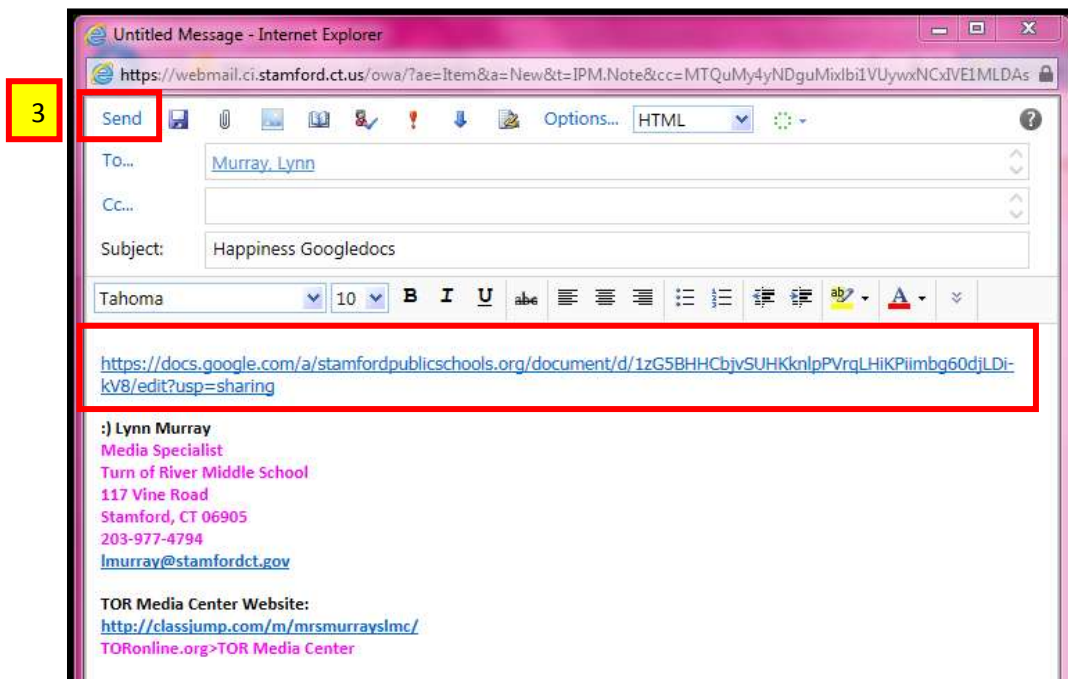 Untitled Message - Internet Explorer
https://webmail.ci.stamford.ct.us/owa/?ae=Item&a=New&t=IPM.Note&cc=MTQuMy4yNDguMixlbi1VUywxNCxIVE1MLDAs
3
Send Options... HTML
To... Murray, Lynn
Cc...
Subject: Happiness Googledocs
Tahoma 10 B I U abc ab A
https://docs.google.com/a/stamfordpublicschools.org/document/d/1zG5BHHCbjvSUHKknlpPVrqLHiKPiimbg60djLDi-
kV8/edit?usp=sharing
:) Lynn Murray
Media Specialist
Turn of River Middle School
117 Vine Road
Stamford, CT 06905
203-977-4794
lmurray@stamfordct.gov
TOR Media Center Website:
http://classjump.com/m/mrsmurrayslmc/
TORonline.org>TOR Media Center